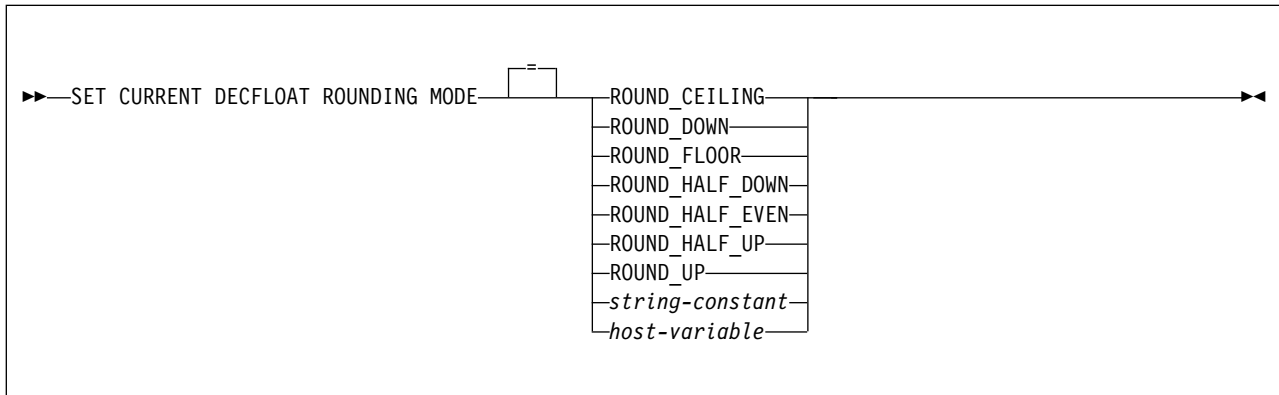 =
SET CURRENT DECFLOAT ROUNDING MODE ROUND_CEILING
ROUND_DOWN
ROUND_FLOOR
ROUND_HALF_DOWN
ROUND_HALF_EVEN
ROUND_HALF_UP
ROUND_UP
string-constant
host-variable